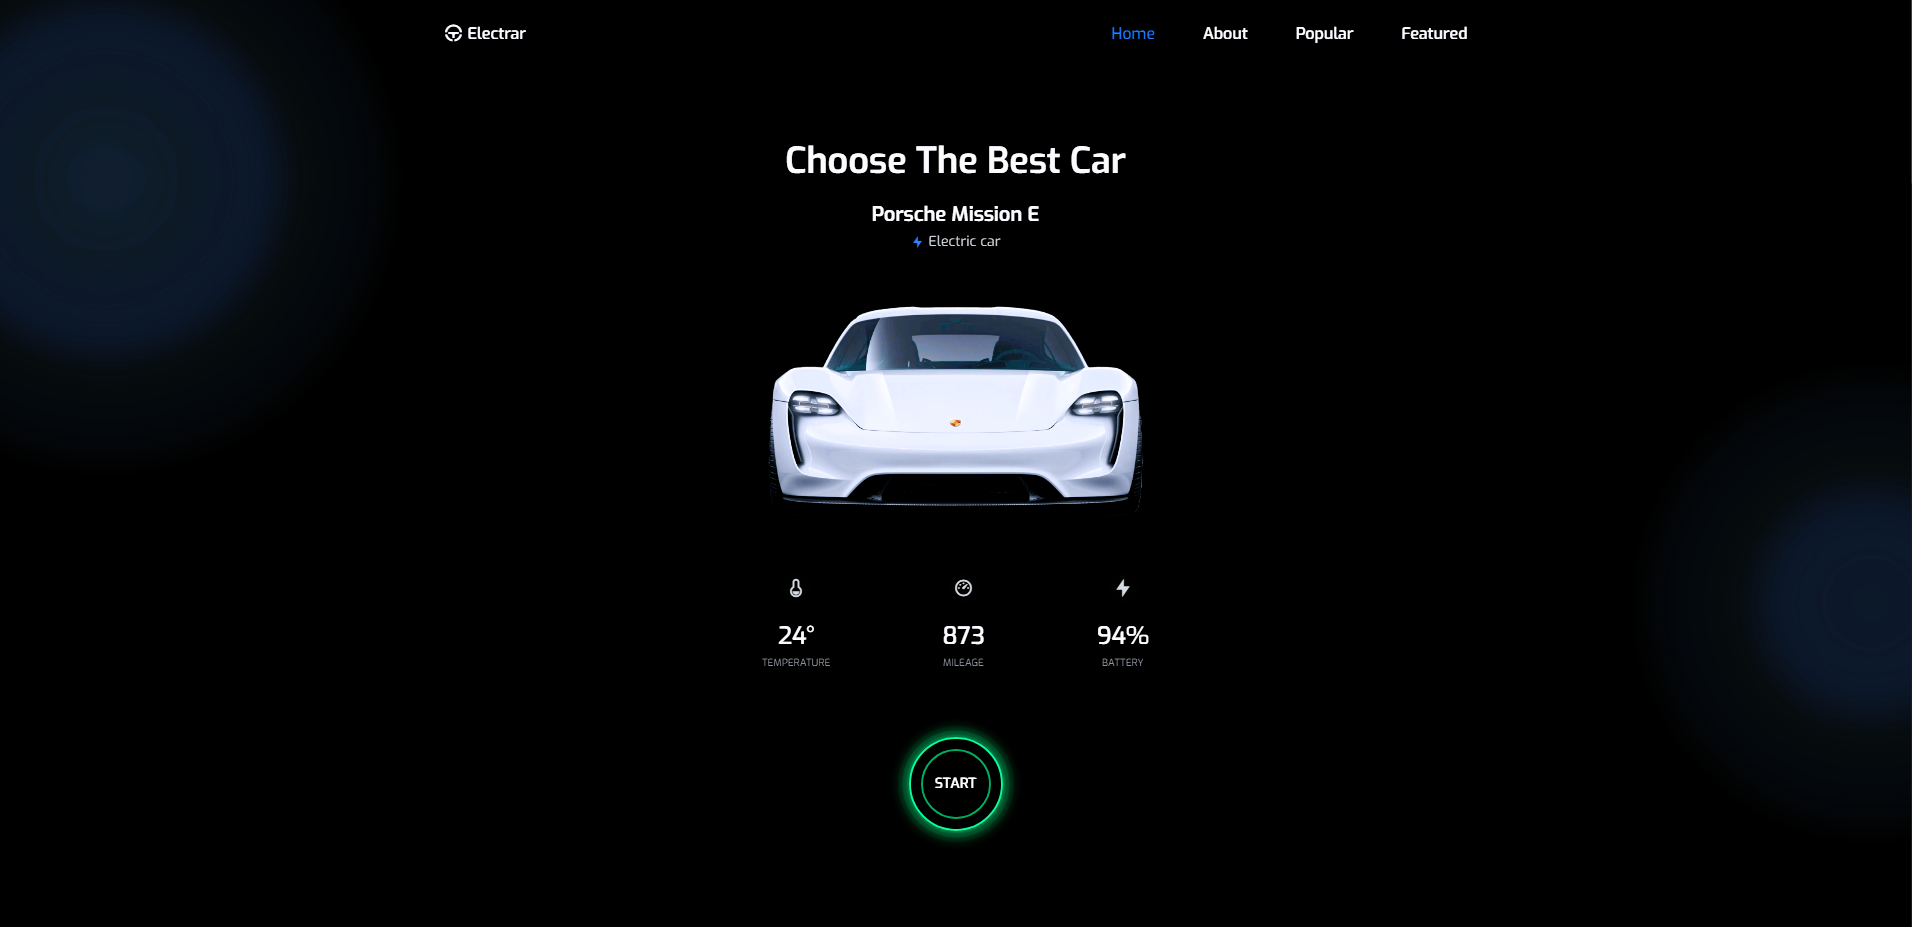 Electrar
Home About Popular Featured
Choose The Best Car
Porsche Mission E
Electric car
24° 873 94%
TEMPERATURE MILEAGE BATTERY
START